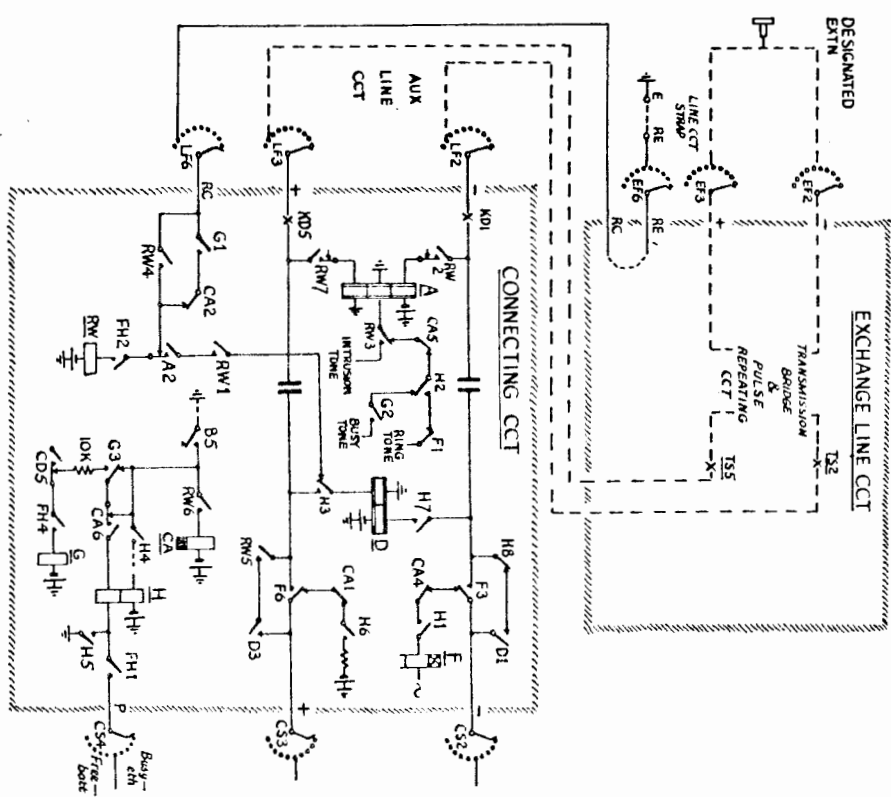 DESIGNATED
EXTN
LINE CCT
STRAP
E RE
EF2
EF3
EF6
+
-
RE
RC
EXCHANGE LINE CCT
TRANSMISSION
BRIDGE
&
PULSE
REPEATING
CCT
TS2
TS5
AUX
LINE
CCT
LF2
LF3
LF6
-
+
RC
KD1
KD5
CONNECTING CCT
RW
2
RW7
A
RW3
CA5
INTRUSION
TONE
H2
G2
BUSY
TONE
RING
TONE
F1
G1
CA2
RW4
A2
RW1
FH2
RW
H3
D
H7
B5
RW6
CA
G3
10K
CD5
FH4
G
CA6
H4
H
H5
FH1
P
RW5
D3
F6
CA1
H6
H8
D1
F3
CA4
H1
F
-
+
CS2
CS3
CS4
Busy—
eth
Free—
batt